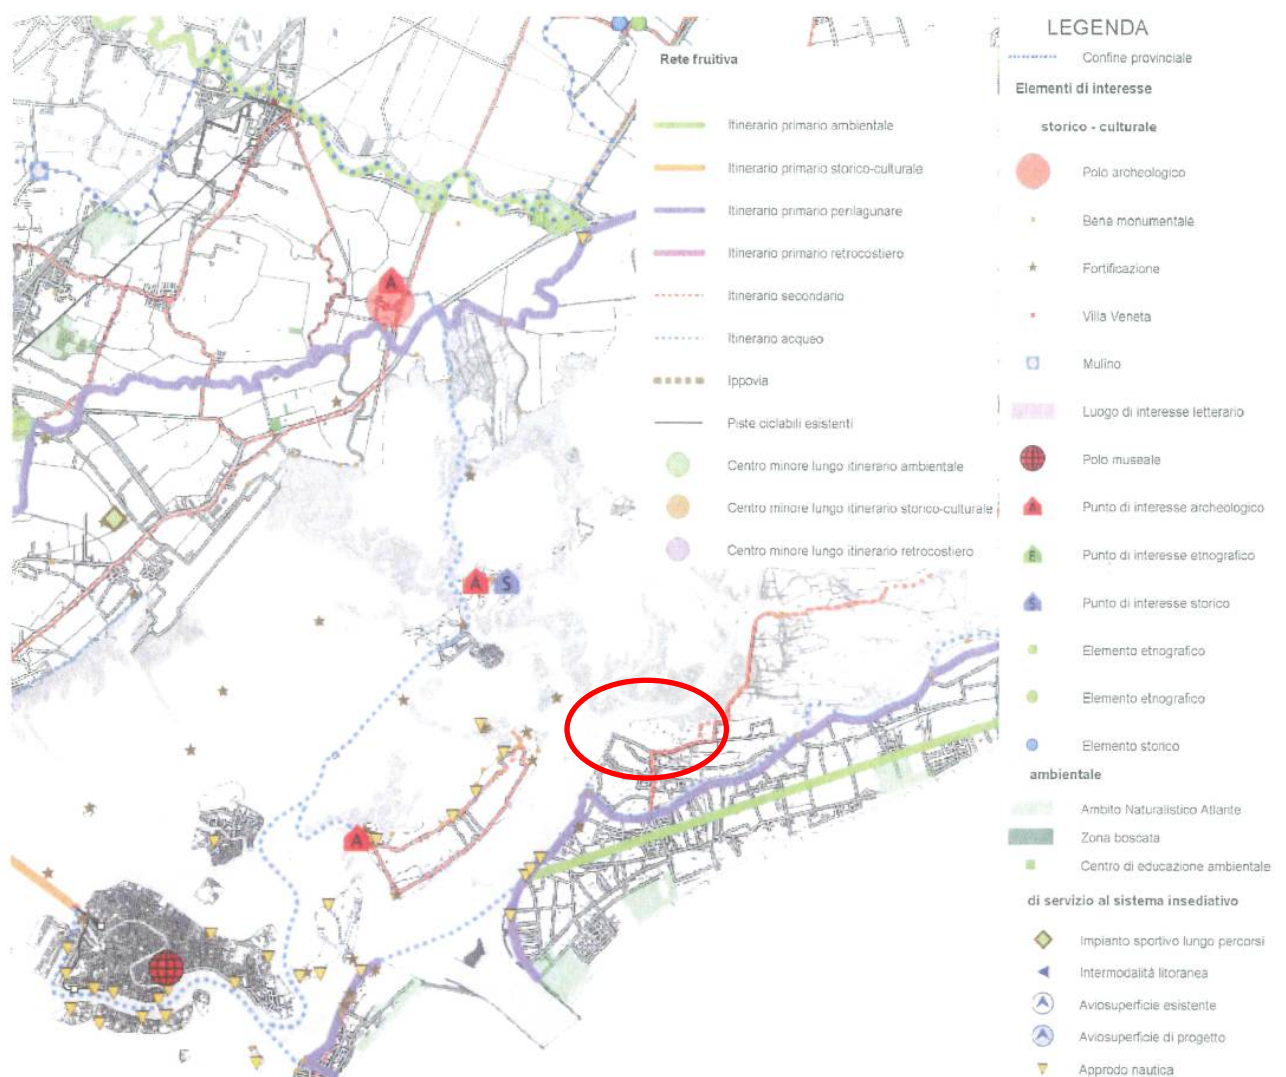 Rete fruitiva
Itinerario primario ambientale
Itinerario primario storico-culturale
Itinerario primario perilagunare
Itinerario primario retrocostiero
Itinerario secondario
Itinerario acqueo
Ippovia
Piste ciclabili esistenti
Centro minore lungo itinerario ambientale
Centro minore lungo itinerario storico-culturale
Centro minore lungo itinerario retrocostiero
LEGENDA
Confine provinciale
Elementi di interesse
storico - culturale
Polo archeologico
Bene monumentale
Fortificazione
Villa Veneta
Mulino
Luogo di interesse letterario
Polo museale
A Punto di interesse archeologico
E Punto di interesse etnografico
S Punto di interesse storico
Elemento etnografico
Elemento etnografico
Elemento storico
ambientale
Ambito Naturalistico Atlante
Zona boscata
Centro di educazione ambientale
di servizio al sistema insediativo
Impianto sportivo lungo percorsi
Intermodalità litoranea
Aviosuperficie esistente
Aviosuperficie di progetto
Approdo nautica
A
A S
A